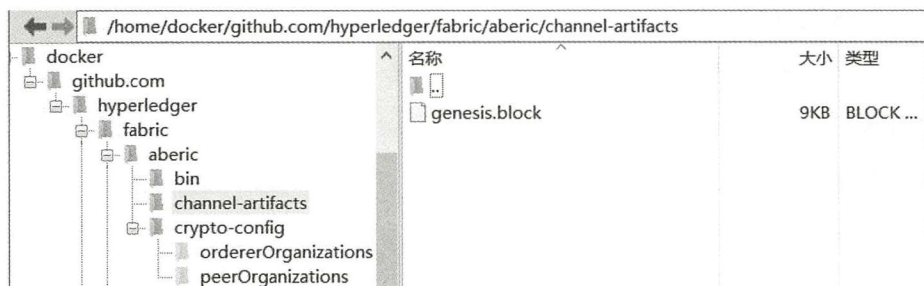 /home/docker/github.com/hyperledger/fabric/aberic/channel-artifacts
docker
github.com
hyperledger
fabric
aberic
bin
channel-artifacts
crypto-config
ordererOrganizations
peerOrganizations
名称 大小 类型
..
genesis.block 9KB BLOCK ...